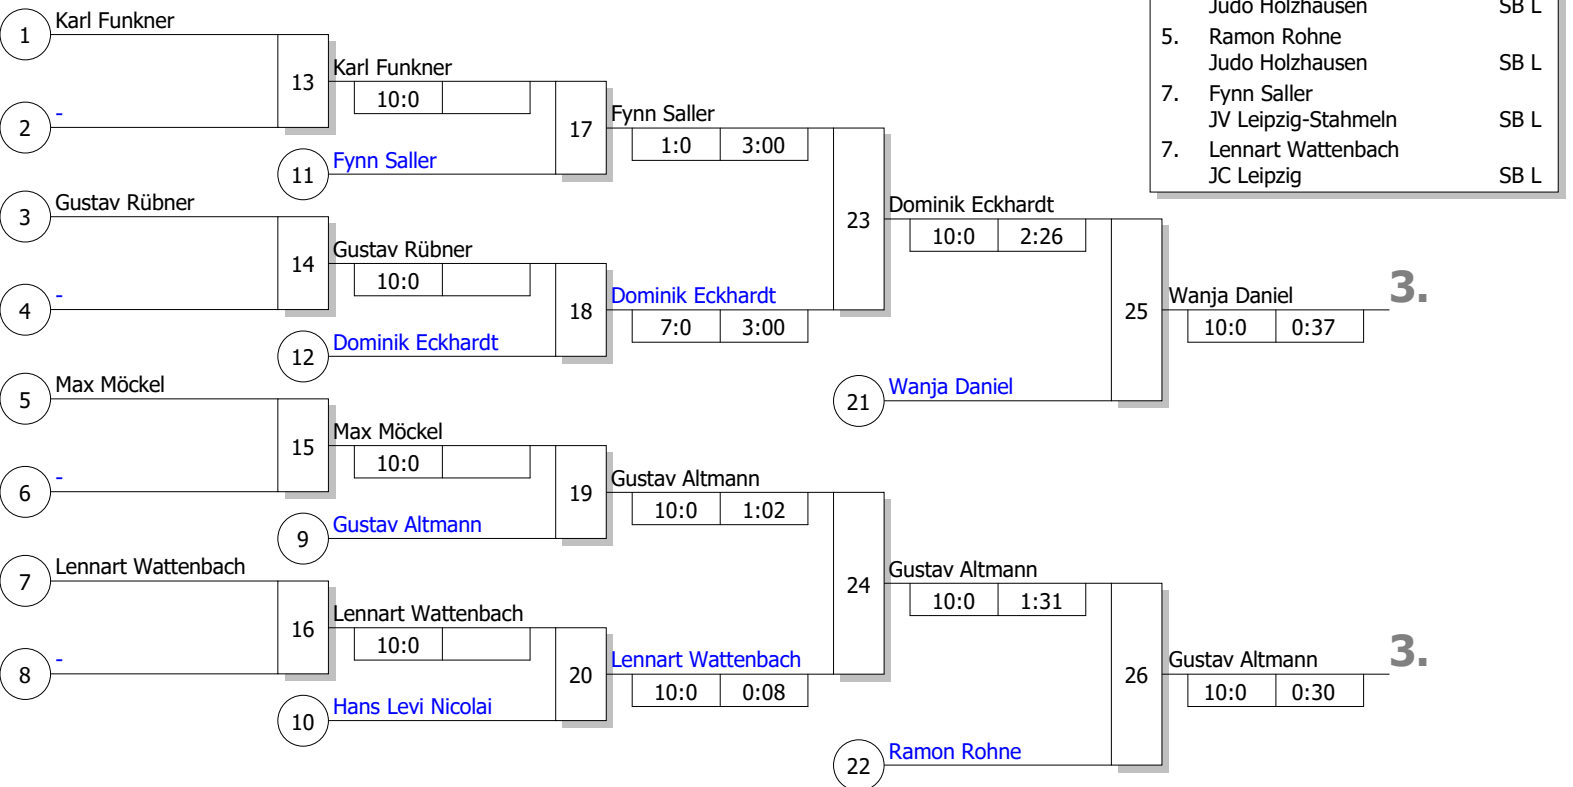 Judo Holzhausen SB L
5. Ramon Rohne
Judo Holzhausen SB L
7. Fynn Saller
JV Leipzig-Stahmeln SB L
7. Lennart Wattenbach
JC Leipzig SB L
1 Karl Funkner
13 Karl Funkner
10:0
2 -
17 Fynn Saller
1:0 3:00
11 Fynn Saller
3 Gustav Rübner
23 Dominik Eckhardt
10:0 2:26
14 Gustav Rübner
10:0
4 -
18 Dominik Eckhardt
7:0 3:00
25 Wanja Daniel 3.
10:0 0:37
12 Dominik Eckhardt
5 Max Möckel
21 Wanja Daniel
15 Max Möckel
10:0
6 -
19 Gustav Altmann
10:0 1:02
9 Gustav Altmann
7 Lennart Wattenbach
24 Gustav Altmann
10:0 1:31
16 Lennart Wattenbach
10:0
8 -
20 Lennart Wattenbach
10:0 0:08
26 Gustav Altmann 3.
10:0 0:30
10 Hans Levi Nicolai
22 Ramon Rohne